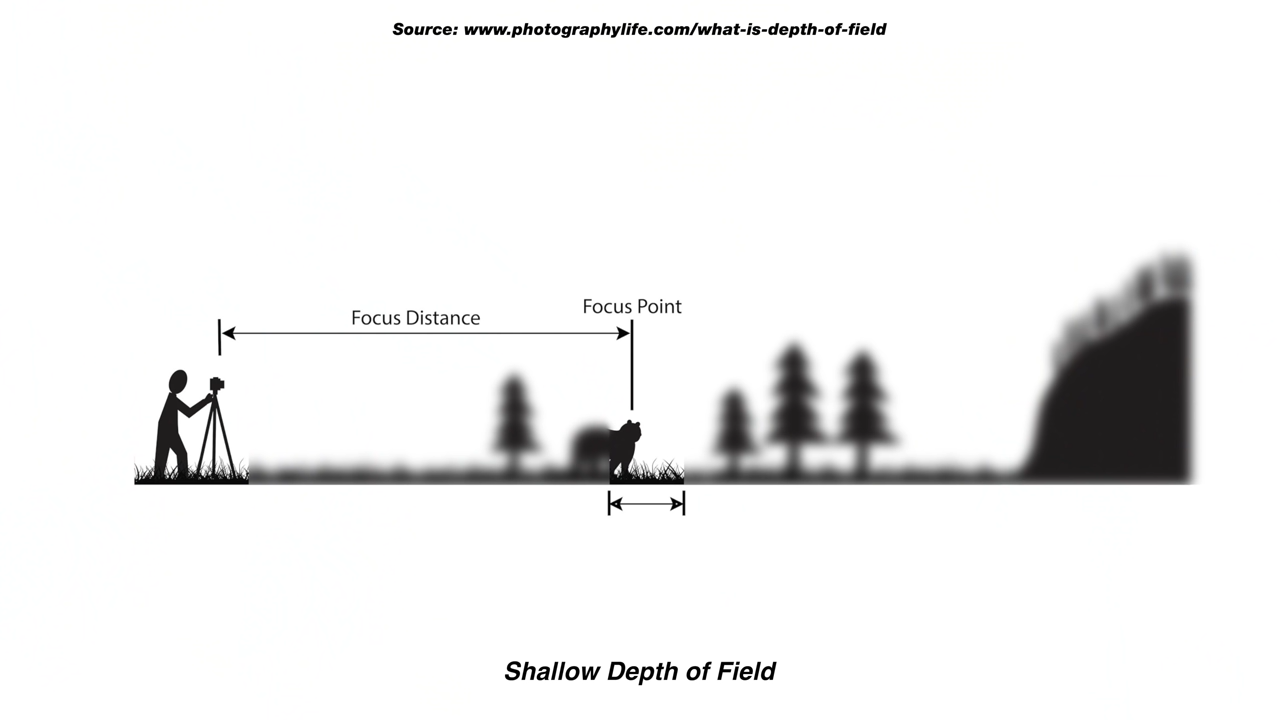 Source: www.photographylife.com/what-is-depth-of-field
Focus Point
Focus Distance
Shallow Depth of Field